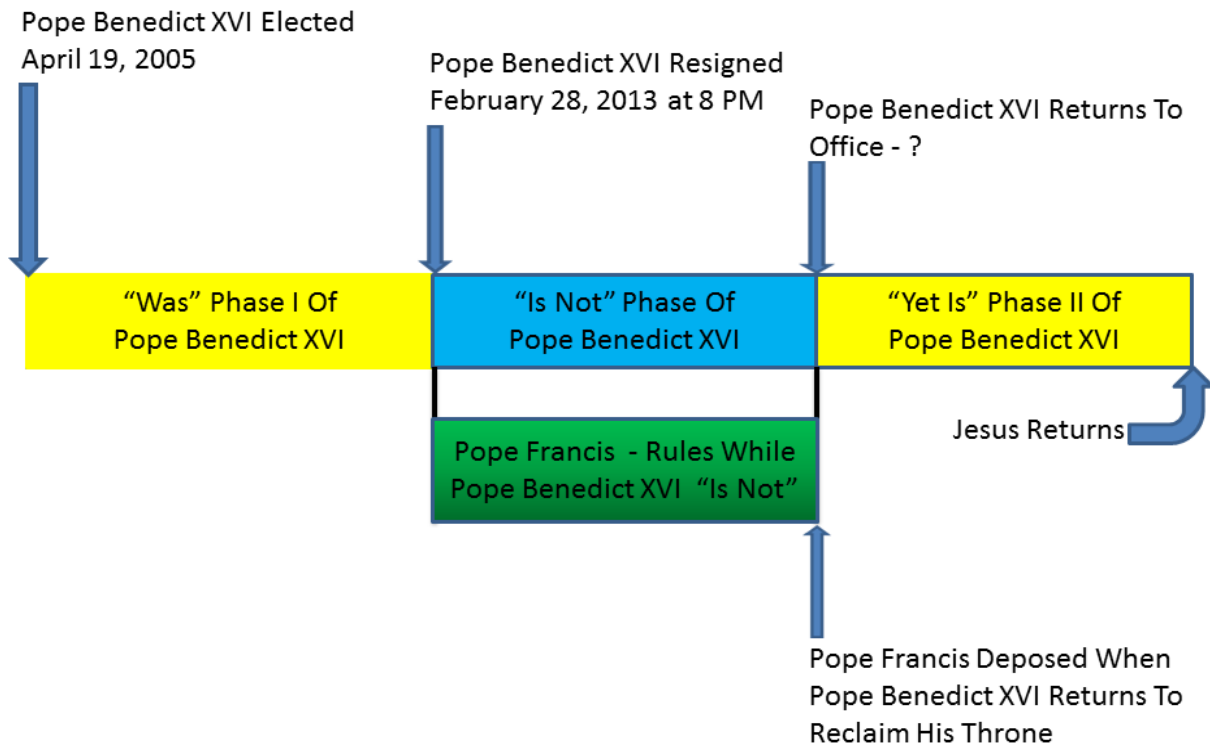 Pope Benedict XVI Elected
April 19, 2005
Pope Benedict XVI Resigned
February 28, 2013 at 8 PM
Pope Benedict XVI Returns To
Office - ?
“Was” Phase I Of
Pope Benedict XVI
“Is Not” Phase Of
Pope Benedict XVI
“Yet Is” Phase II Of
Pope Benedict XVI
Jesus Returns
Pope Francis - Rules While
Pope Benedict XVI “Is Not”
Pope Francis Deposed When
Pope Benedict XVI Returns To
Reclaim His Throne